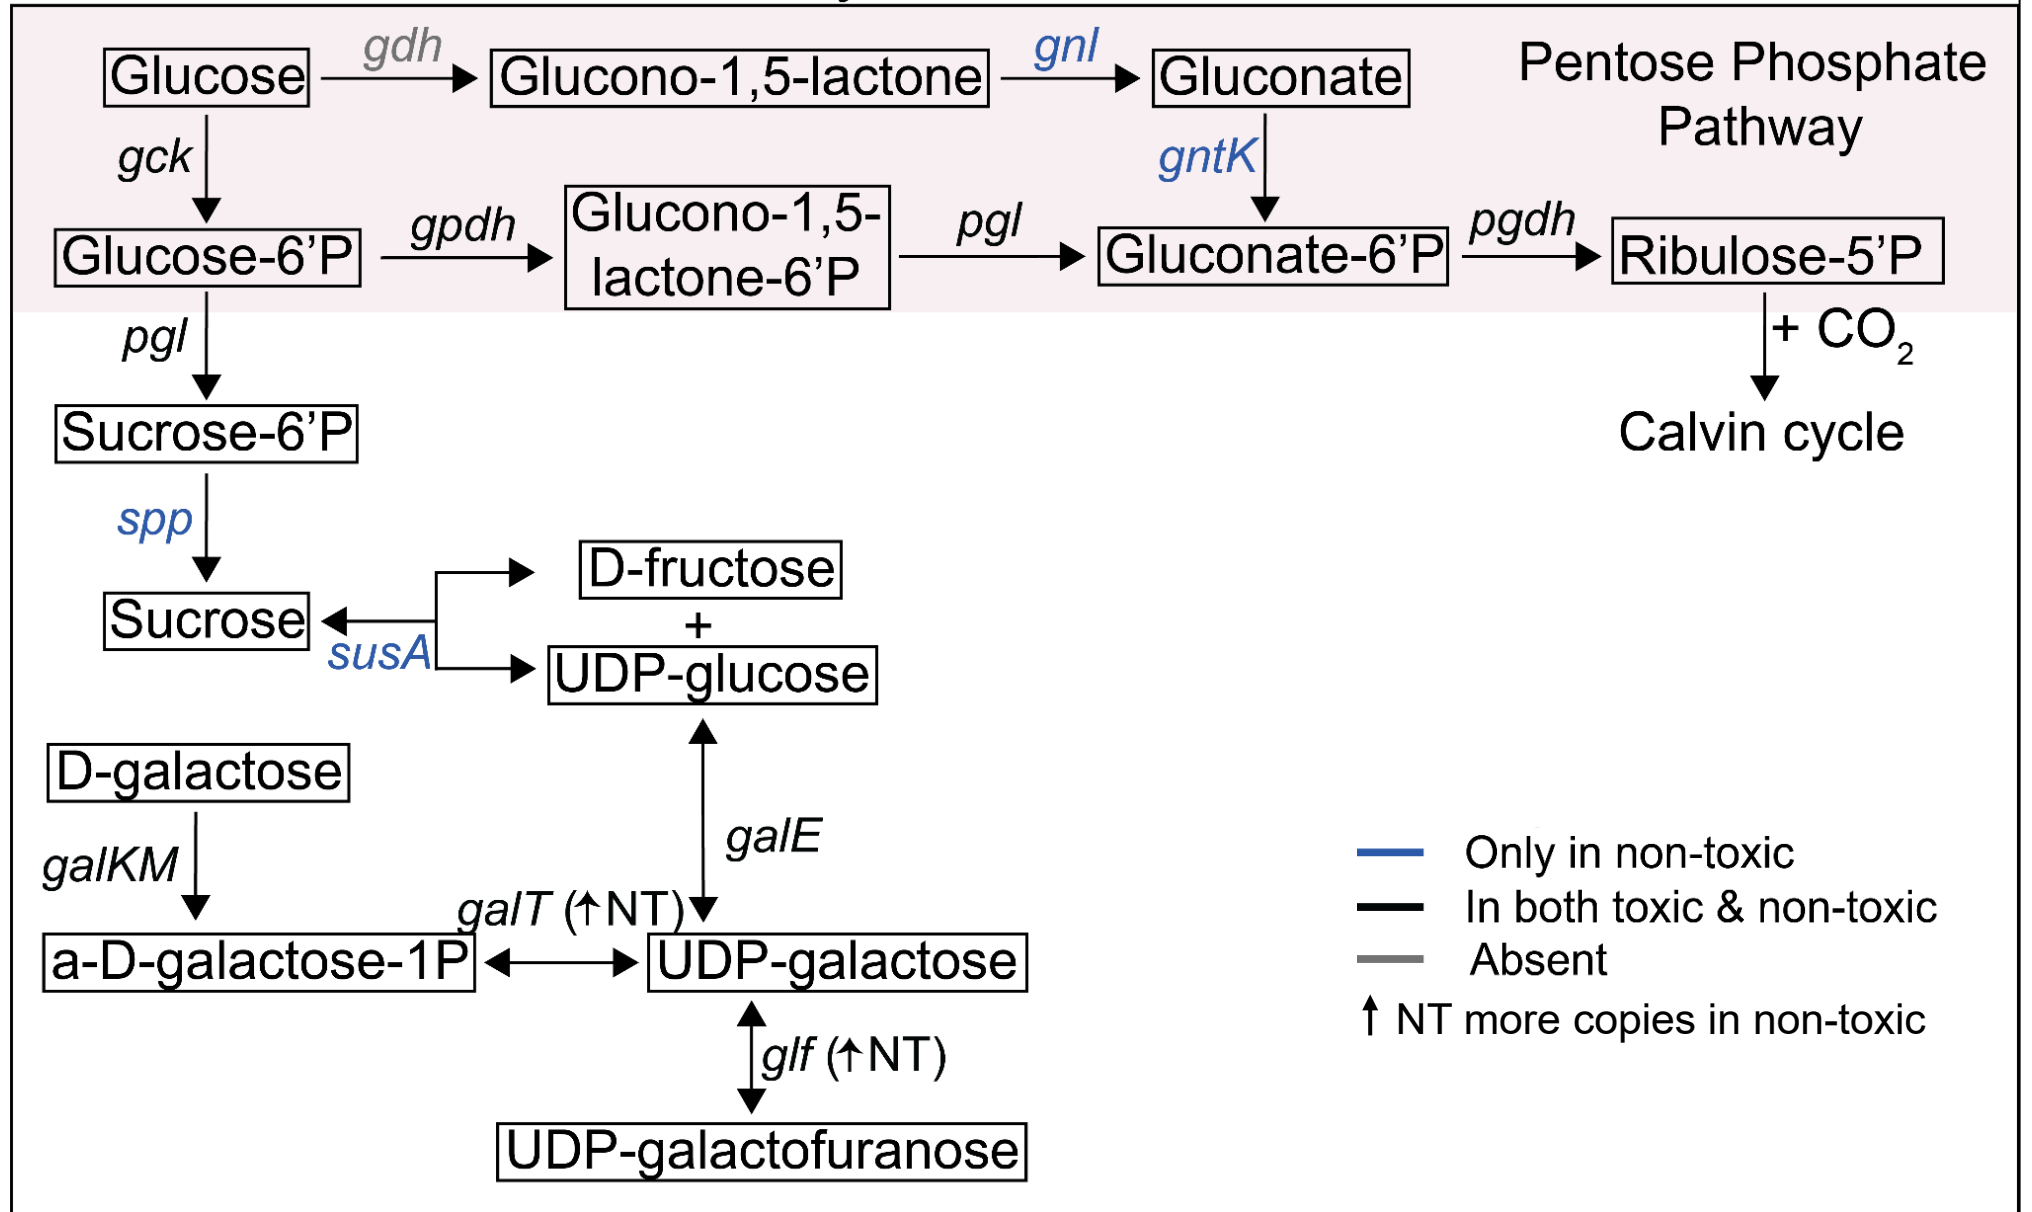 gdh
gnl
Glucose
Glucono-1,5-lactone
Gluconate
Pentose Phosphate
Pathway
gck
gntK
Glucose-6'P
gpdh
Glucono-1,5-
lactone-6'P
pgl
Gluconate-6'P
pgdh
Ribulose-5'P
pgl
+ CO₂
Sucrose-6'P
Calvin cycle
spp
D-fructose
+
Sucrose
susA
UDP-glucose
D-galactose
galKM
galE
galT (↑NT)
a-D-galactose-1P
UDP-galactose
glf (↑NT)
UDP-galactofuranose
Only in non-toxic
In both toxic & non-toxic
Absent
↑ NT more copies in non-toxic